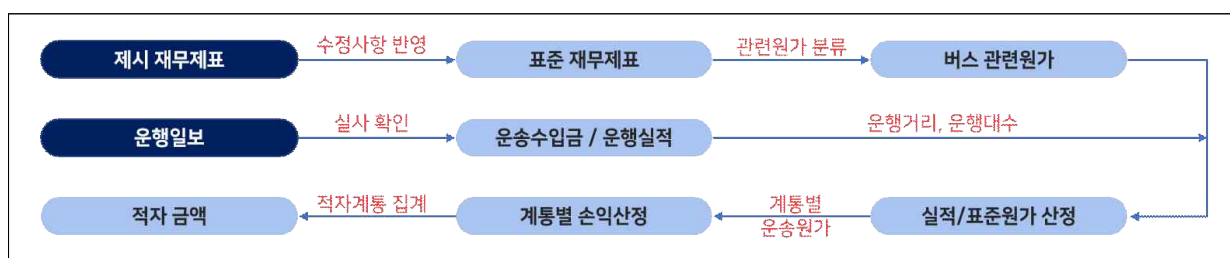 제시 재무제표
수정사항 반영
표준 재무제표
관련원가 분류
버스 관련원가
운행일보
실사 확인
운송수입금 / 운행실적
운행거리, 운행대수
적자 금액
적자계통 집계
계통별 손익산정
계통별
운송원가
실적/표준원가 산정